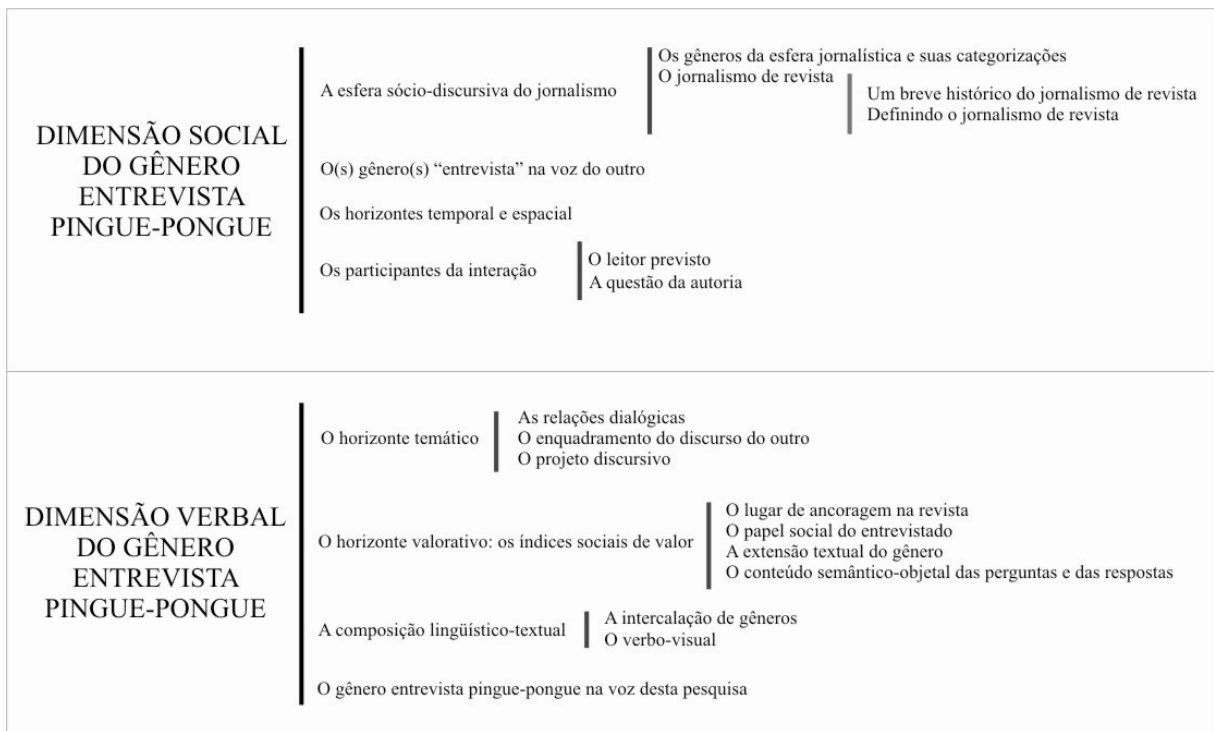 DIMENSÃO SOCIAL
DO GÊNERO
ENTREVISTA
PINGUE-PONGUE
A esfera sócio-discursiva do jornalismo
Os gêneros da esfera jornalística e suas categorizações
O jornalismo de revista
Um breve histórico do jornalismo de revista
Definindo o jornalismo de revista
O(s) gênero(s) “entrevista” na voz do outro
Os horizontes temporal e espacial
Os participantes da interação
O leitor previsto
A questão da autoria
DIMENSÃO VERBAL
DO GÊNERO
ENTREVISTA
PINGUE-PONGUE
O horizonte temático
As relações dialógicas
O enquadramento do discurso do outro
O projeto discursivo
O horizonte valorativo: os índices sociais de valor
O lugar de ancoragem na revista
O papel social do entrevistado
A extensão textual do gênero
O conteúdo semântico-objetal das perguntas e das respostas
A composição lingüístico-textual
A intercalação de gêneros
O verbo-visual
O gênero entrevista pingue-pongue na voz desta pesquisa